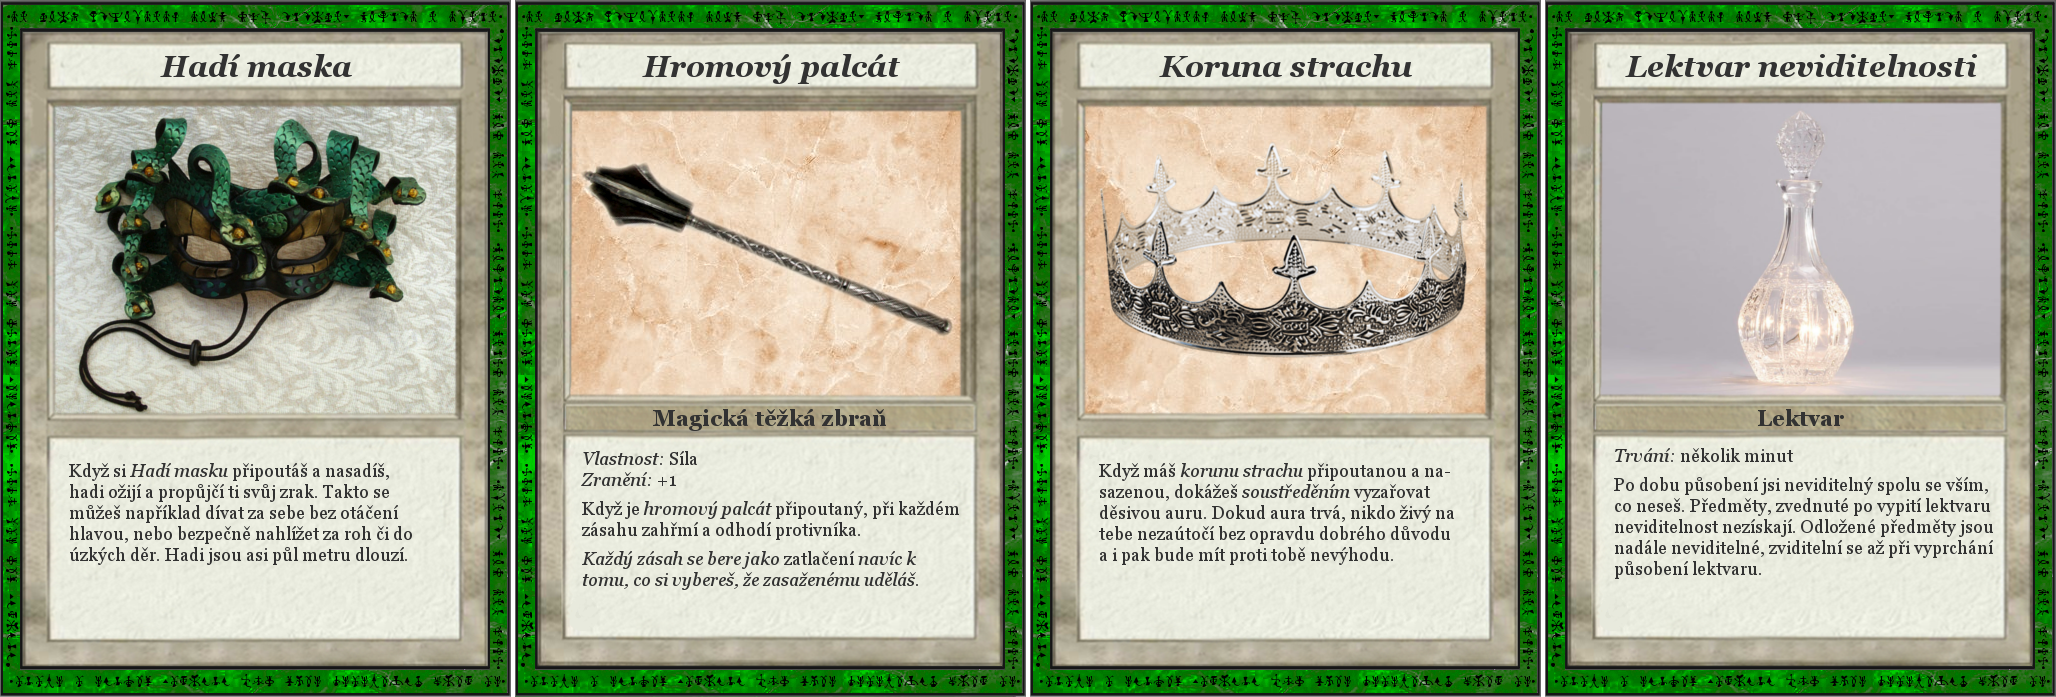 Hadí maska
Když si Hadí masku připoutáš a nasadíš,
hadi ožijí a propůjčí ti svůj zrak. Takto se
můžeš například dívat za sebe bez otáčení
hlavou, nebo bezpečně nahlížet za roh či do
úzkých děr. Hadi jsou asi půl metru dlouzí.
Hromový palcát
Magická těžká zbraň
Vlastnost: Síla
Zranění: +1
Když je hromový palcát připoutaný, při každém
zásahu zahřmí a odhodí protivníka.
Každý zásah se bere jako zatlačení navíc k
tomu, co si vybereš, že zasaženému uděláš.
Koruna strachu
Když máš korunu strachu připoutanou a na-
sazenou, dokážeš soustředěním vyzařovat
děsivou auru. Dokud aura trvá, nikdo živý na
tebe nezaútočí bez opravdu dobrého důvodu
a i pak bude mít proti tobě nevýhodu.
Lektvar neviditelnosti
Lektvar
Trvání: několik minut
Po dobu působení jsi neviditelný spolu se vším,
co neseš. Předměty, zvednuté po vypití lektvaru
neviditelnost nezískají. Odložené předměty jsou
nadále neviditelné, zviditelní se až při vyprchání
působení lektvaru.